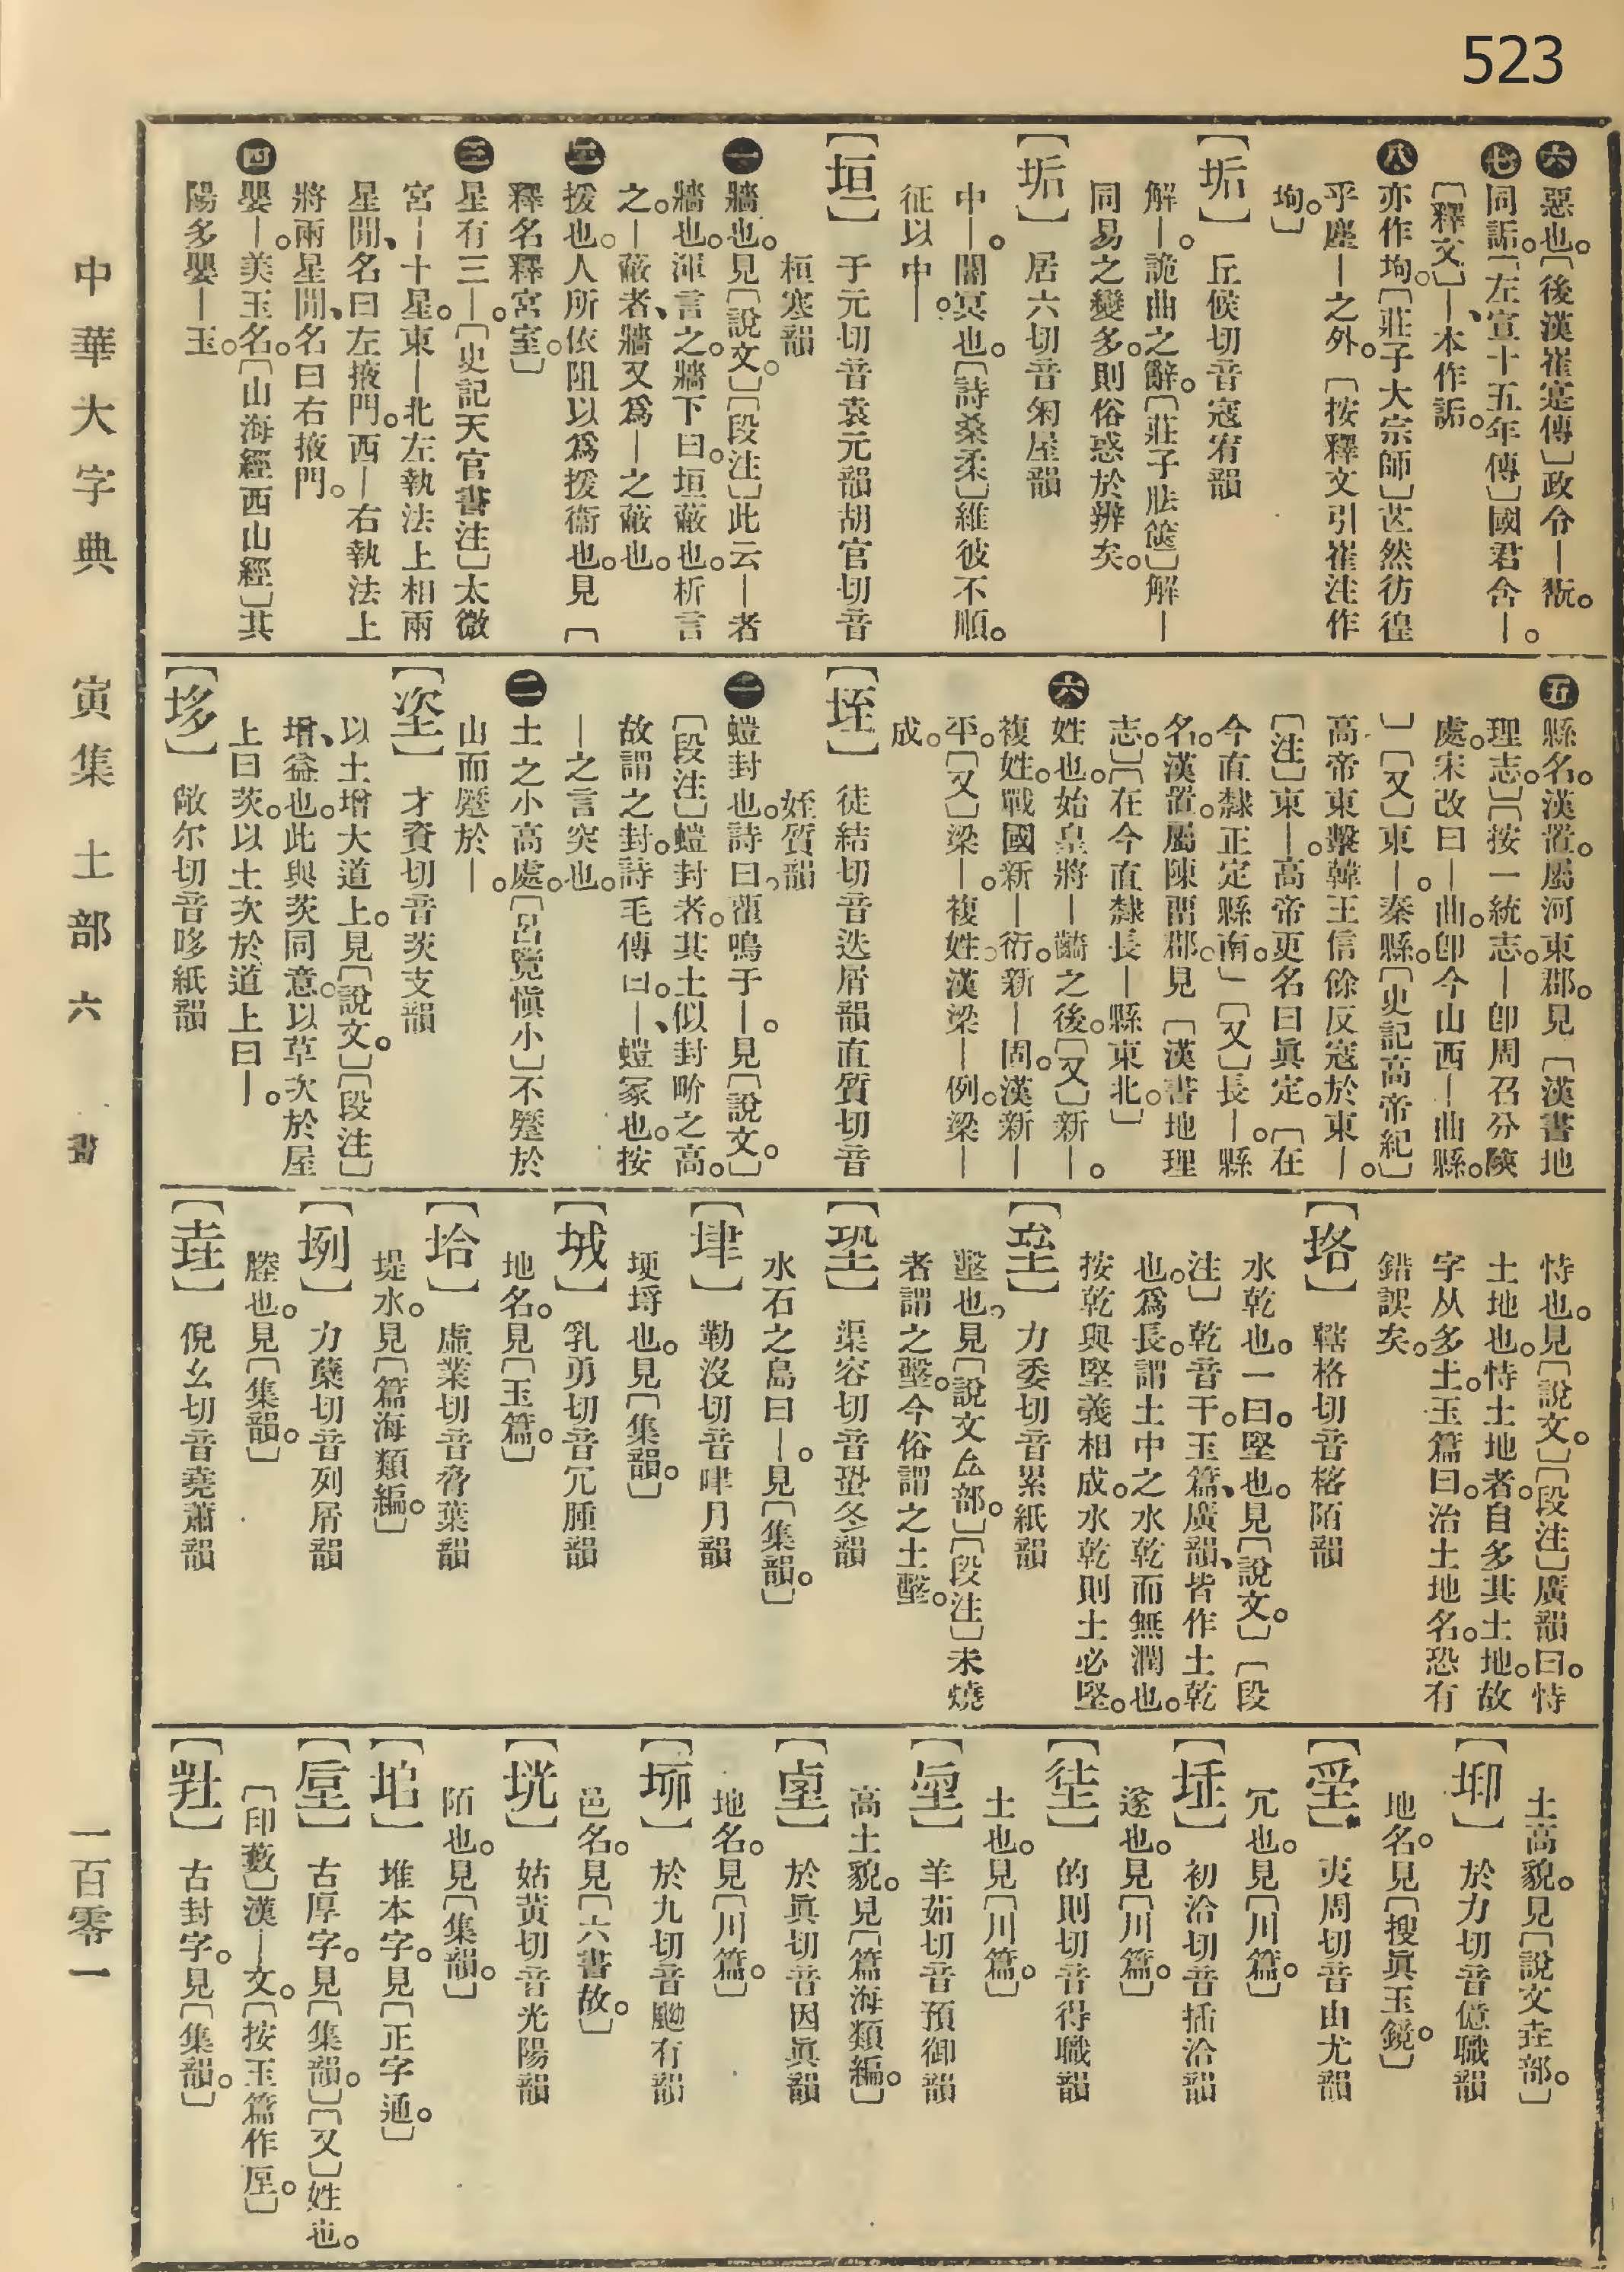 523
㊅惡也。〔後漢崔寔傳〕政令｜翫。
㊆同詬。〔左宣十五年傳〕國君含｜。
〔釋文〕｜本作詬。
㊇亦作坸。〔莊子大宗師〕芒然彷徨
乎塵｜之外。〔按釋文引崔注作
坸。〕
〔垢〕丘候切音寇宥韻
解｜。詭曲之辭。〔莊子胠篋〕解｜
同易之變多。則俗惑於辨矣。
〔垢〕居六切音匊屋韻
中｜。闇冥也。〔詩桑柔〕維彼不順。
征以中｜。
〔垣〕于元切音袁元韻胡官切音
桓寒韻
㊀牆也。見〔說文。〕〔段注〕此云｜者
牆也。渾言之。牆下曰。垣蔽也。析言
之。｜蔽者、牆又爲｜之蔽也。
㊁援也。人所依阻以爲援衞也。見〔
釋名釋宮室。〕
㊂星有三｜。〔史記天官書注〕太微
宮｜十星。東｜北左執法上相兩
星閒、名曰左掖門。西｜右執法上
將兩星閒、名曰右掖門。
㊃嬰｜。美玉名。〔山海經西山經〕其
陽多嬰｜玉。
㊄縣名。漢置。屬河東郡。見〔漢書地
理志。〕〔按一統志。｜卽周召分陝
處。宋改曰｜曲。卽今山西｜曲縣。
〕〔又〕東｜。秦縣。〔史記高帝紀〕
高帝東擊韓王信餘反寇於東｜。
〔注〕東｜。高帝更名曰眞定。〔在
今直隸正定縣南。〕〔又〕長｜。縣
名。漢置。屬陳畱郡。見〔漢書地理
志。〕〔在今直隸長｜縣東北。〕
㊅姓也。始皇將｜齮之後。〔又〕新｜。
複姓。戰國新｜衍。新｜固。漢新｜
平。〔又〕梁｜。複姓。漢梁｜例。梁｜
成。
〔垤〕徒結切音迭屑韻直質切音
姪質韻
㊀螘封也。詩曰。雚鳴于｜。見〔說文。〕
〔段注〕螘封者。其土似封畍之高。
故謂之封。詩毛傳曰。｜、螘冢也。按
｜之言突也。
㊁土之小高處。〔呂覽愼小〕不蹷於
山而蹷於｜。
〔垐〕才資切音茨支韻
以土增大道上。見〔說文。〕〔段注〕
增、益也。此與茨同意。以草次於屋
上曰茨。以土次於道上曰｜。
〔垑〕敞尒切音哆紙韻
恃也。見〔說文。〕〔段注〕廣韻曰。恃
土地也。恃土地者。自多其土地。故
字从多土。玉篇曰。治土地名。恐有
錯誤矣。
〔垎〕轄格切音格陌韻
水乾也。一曰。堅也。見〔說文。〕〔段
注〕乾音干。玉篇、廣韻、皆作土乾
也。爲長。謂土中之水乾而無潤也。
按乾與堅義相成。水乾則土必堅。
〔垒〕力委切音累紙韻
墼也。見〔說文厽部。〕〔段注〕未燒
者謂之墼。今俗謂之土墼。
〔垩〕渠容切音蛩冬韻
水石之島曰｜。見〔集韻。〕
〔垏〕勒沒切音㖀月韻
埂埒也。見〔集韻。〕
〔㘬〕乳勇切音冗腫韻
地名。見〔玉篇。〕
〔垥〕虛業切音脅葉韻
堤水。見〔篇海類編。〕
〔㘺〕力蘗切音列屑韻
塍也。見〔集韻。〕
〔垚〕倪幺切音堯蕭韻
土高貌。見〔說文垚部。〕
於力切音億職韻
地名。見〔搜眞玉鏡。〕
夷周切音由尤韻
冗也。見〔川篇。〕
初洽切音插洽韻
邃也。見〔川篇。〕
的則切音得職韻
土也。見〔川篇。〕
羊茹切音預御韻
高土貌。見〔篇海類編。〕
於眞切音因眞韻
地名。見〔川篇。〕
於九切音颲有韻
邑名。見〔六書故。〕
〔垙〕姑黃切音光陽韻
陌也。見〔集韻。〕
堆本字。見〔正字通。〕
〔垕〕古厚字。見〔集韻。〕〔又〕姓也。
〔印藪〕漢｜文。〔按玉篇作厔。〕
古封字。見〔集韻。〕
中華大字典　寅集　土部　六畫　一百零一